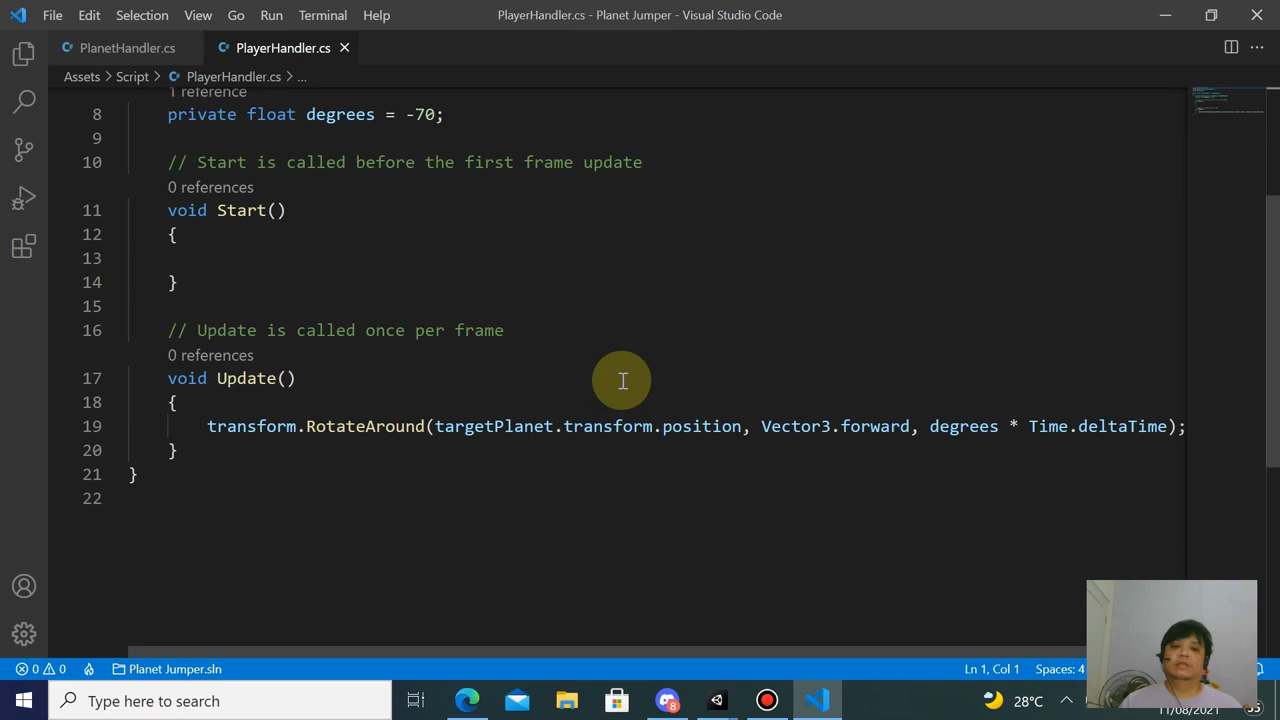 File Edit Selection View Go Run Terminal Help PlayerHandler.cs - Planet Jumper - Visual Studio Code
PlanetHandler.cs PlayerHandler.cs
Assets > Script > PlayerHandler.cs > ...
1 reference
8 private float degrees = -70;
9
10 // Start is called before the first frame update
0 references
11 void Start()
12 {
13
14 }
15
16 // Update is called once per frame
0 references
17 void Update()
18 {
19 transform.RotateAround(targetPlanet.transform.position, Vector3.forward, degrees * Time.deltaTime);
20 }
21 }
22
0 0 Planet Jumper.sln Ln 1, Col 1 Spaces: 4
Type here to search 8 28°C
11/08/2021